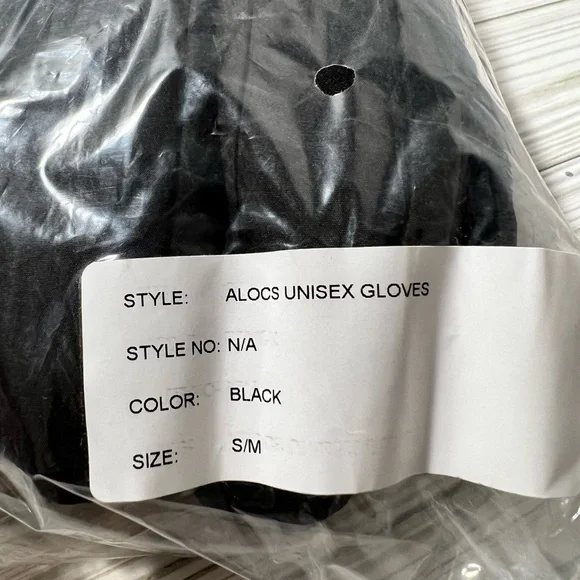 STYLE: ALOCS UNISEX GLOVES
STYLE NO: N/A
COLOR: BLACK
SIZE: S/M